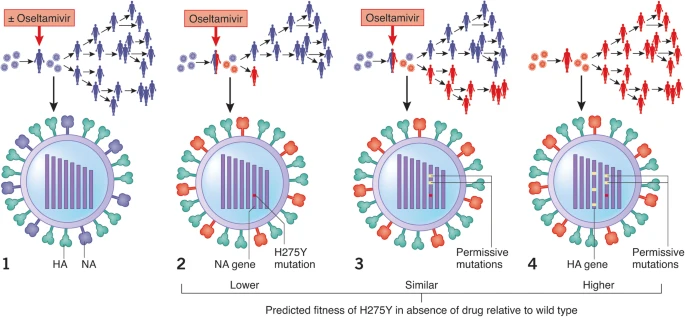 ± Oseltamivir
Oseltamivir
Oseltamivir
1
HA
NA
2
NA gene
H275Y
mutation
3
Permissive
mutations
4
HA gene
Permissive
mutations
Lower
Similar
Higher
Predicted fitness of H275Y in absence of drug relative to wild type